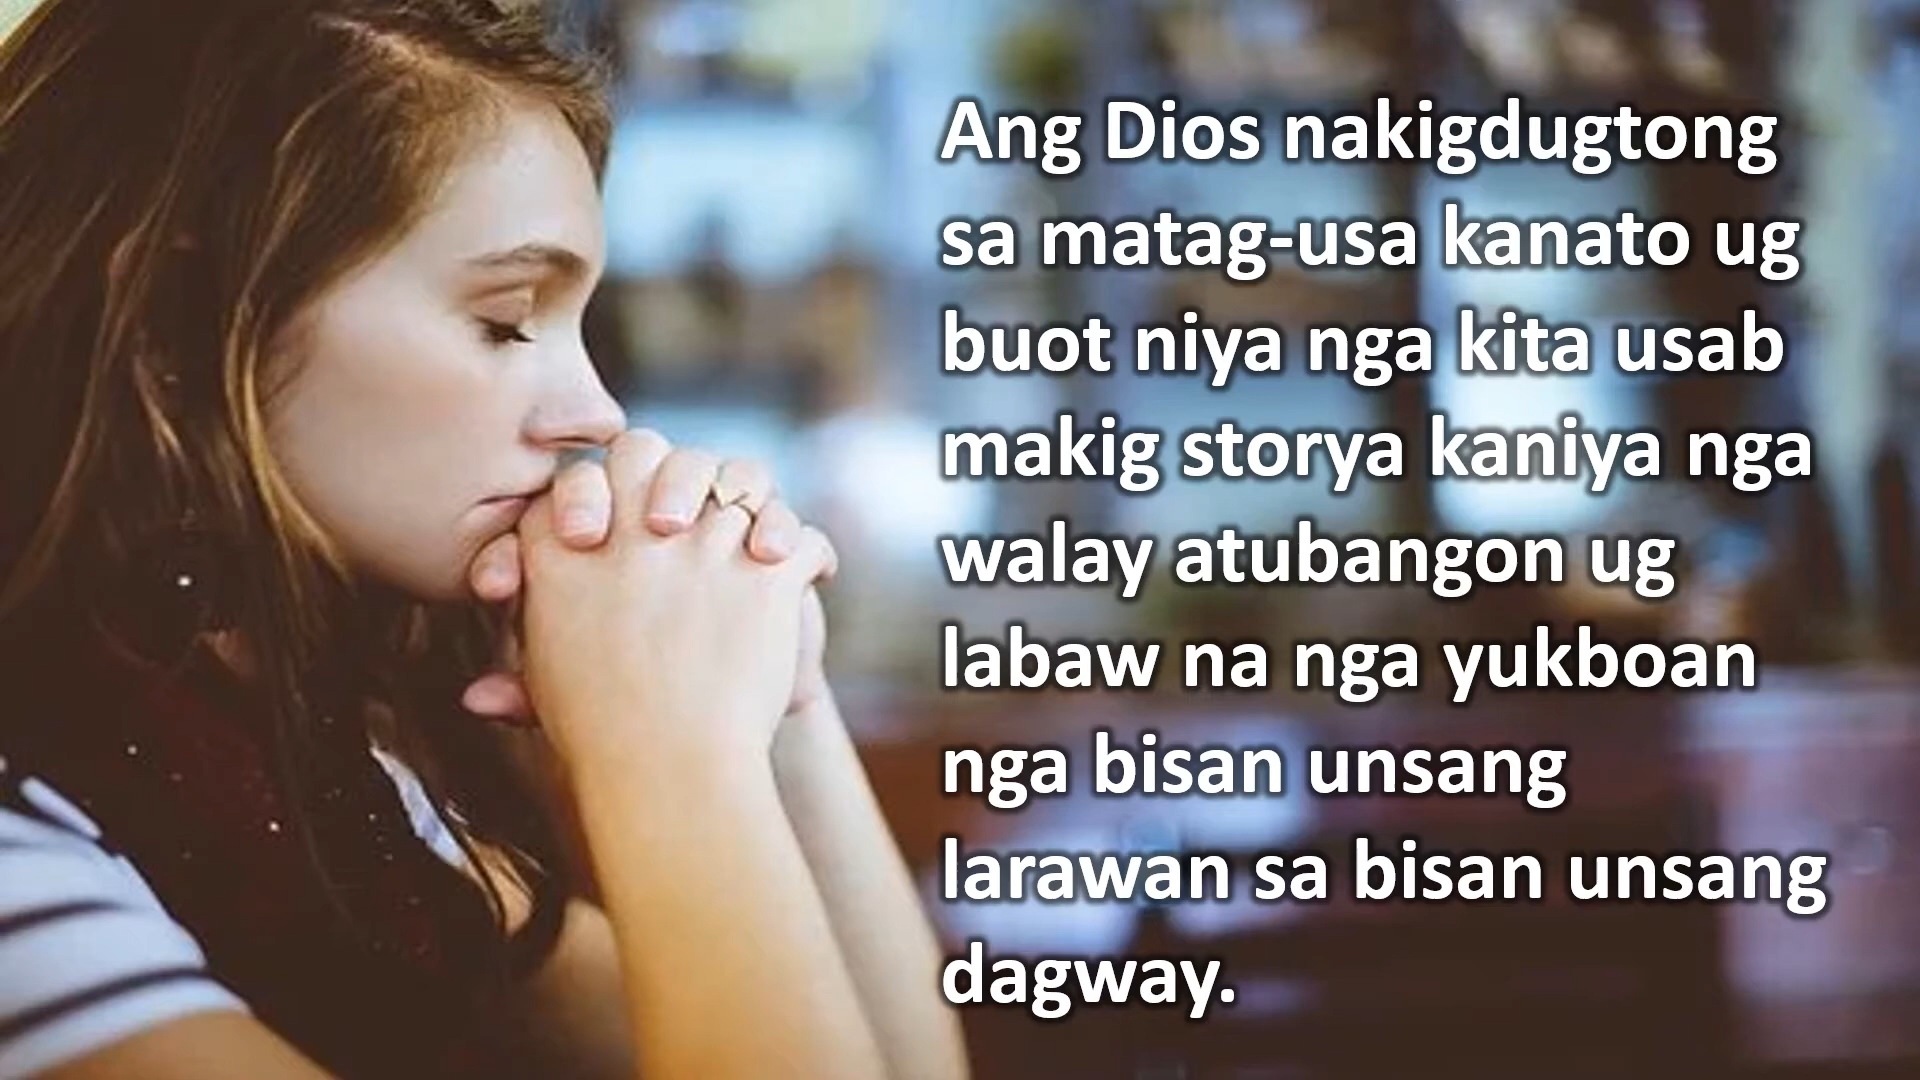 Ang Dios nakigdugtong
sa matag-usa kanato ug
buot niya nga kita usab
makig storya kaniya nga
walay atubangon ug
labaw na nga yukboan
nga bisan unsang
larawan sa bisan unsang
dagway.